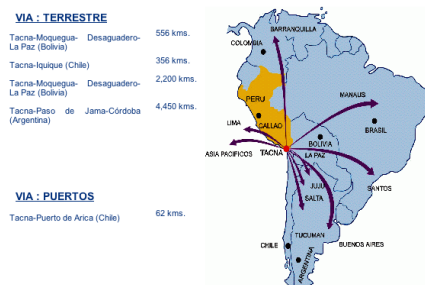 VIA : TERRESTRE
Tacna-Moquegua- Desaguadero-
La Paz (Bolivia)
556 kms.
Tacna-Iquique (Chile)
356 kms.
Tacna-Moquegua- Desaguadero-
La Paz (Bolivia)
2,200 kms.
Tacna-Paso de Jama-Córdoba
(Argentina)
4,450 kms.
VIA : PUERTOS
Tacna-Puerto de Arica (Chile)
62 kms.
BARRANQUILLA
COLOMBIA
PERU
MANAUS
LIMA
CALLAO
BRASIL
BOLIVIA
ASIA PACIFICOS
TACNA
LA PAZ
JUJU
SANTOS
SALTA
TUCUMAN
CHILE
BUENOS AIRES
ARGENTINA